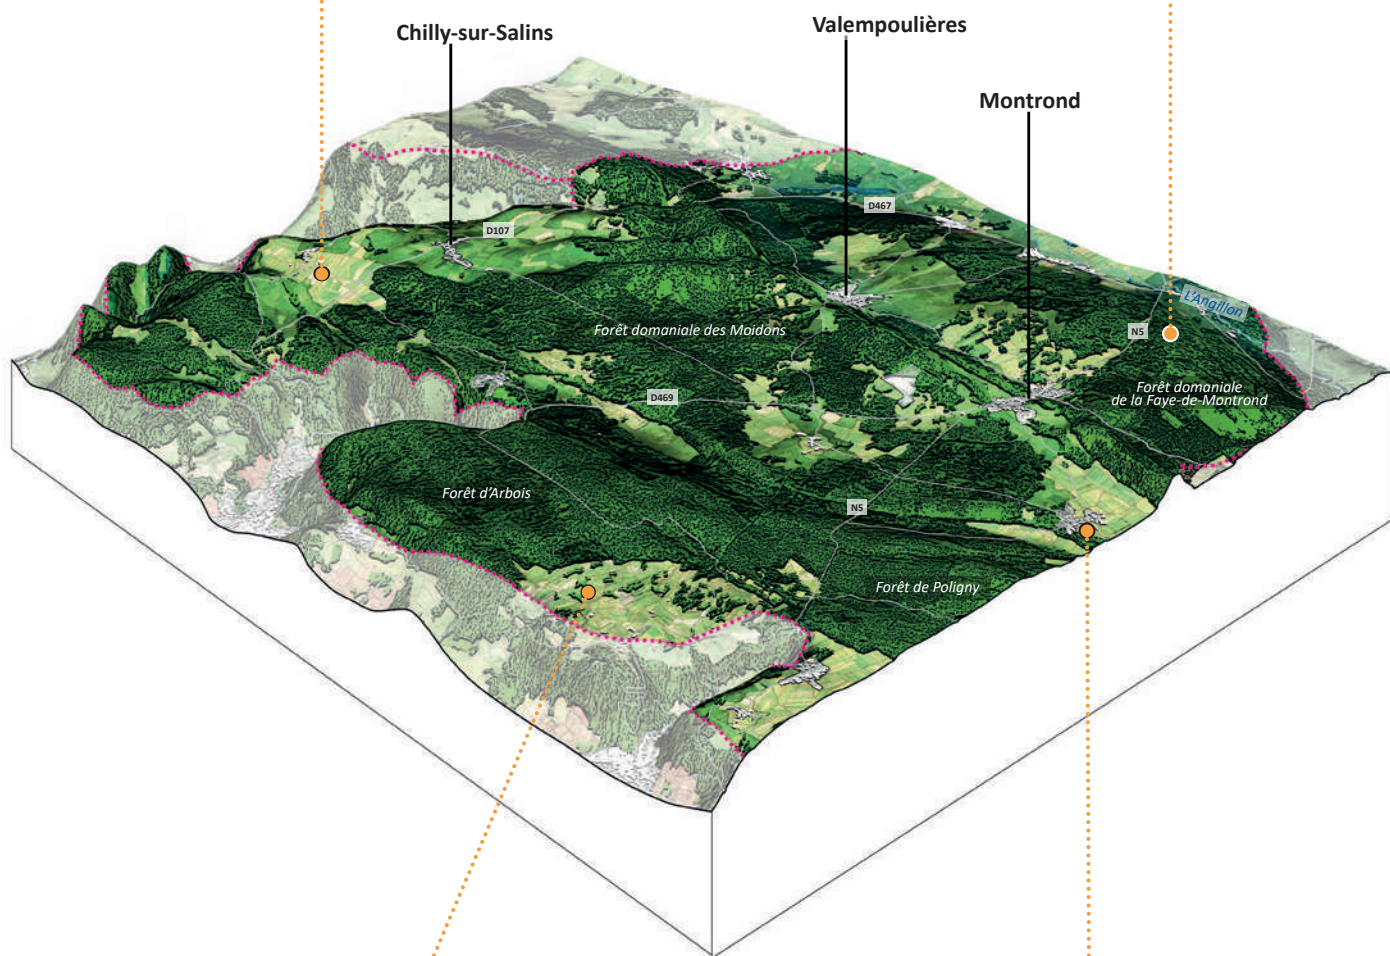 Chilly-sur-Salins
Valempoulières
Montrond
D467
D107
L'Angillon
N5
Forêt domaniale des Moidons
Forêt domaniale
de la Faye-de-Montrond
D469
Forêt d'Arbois
N5
Forêt de Poligny